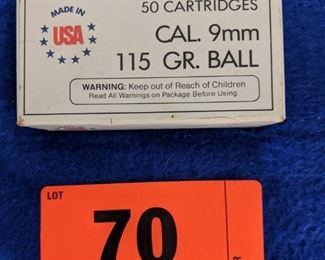 MADE IN
USA
50 CARTRIDGES
CAL. 9mm
115 GR. BALL
WARNING: Keep out of Reach of Children
Read All Warnings on Package Before Using.
LOT
70